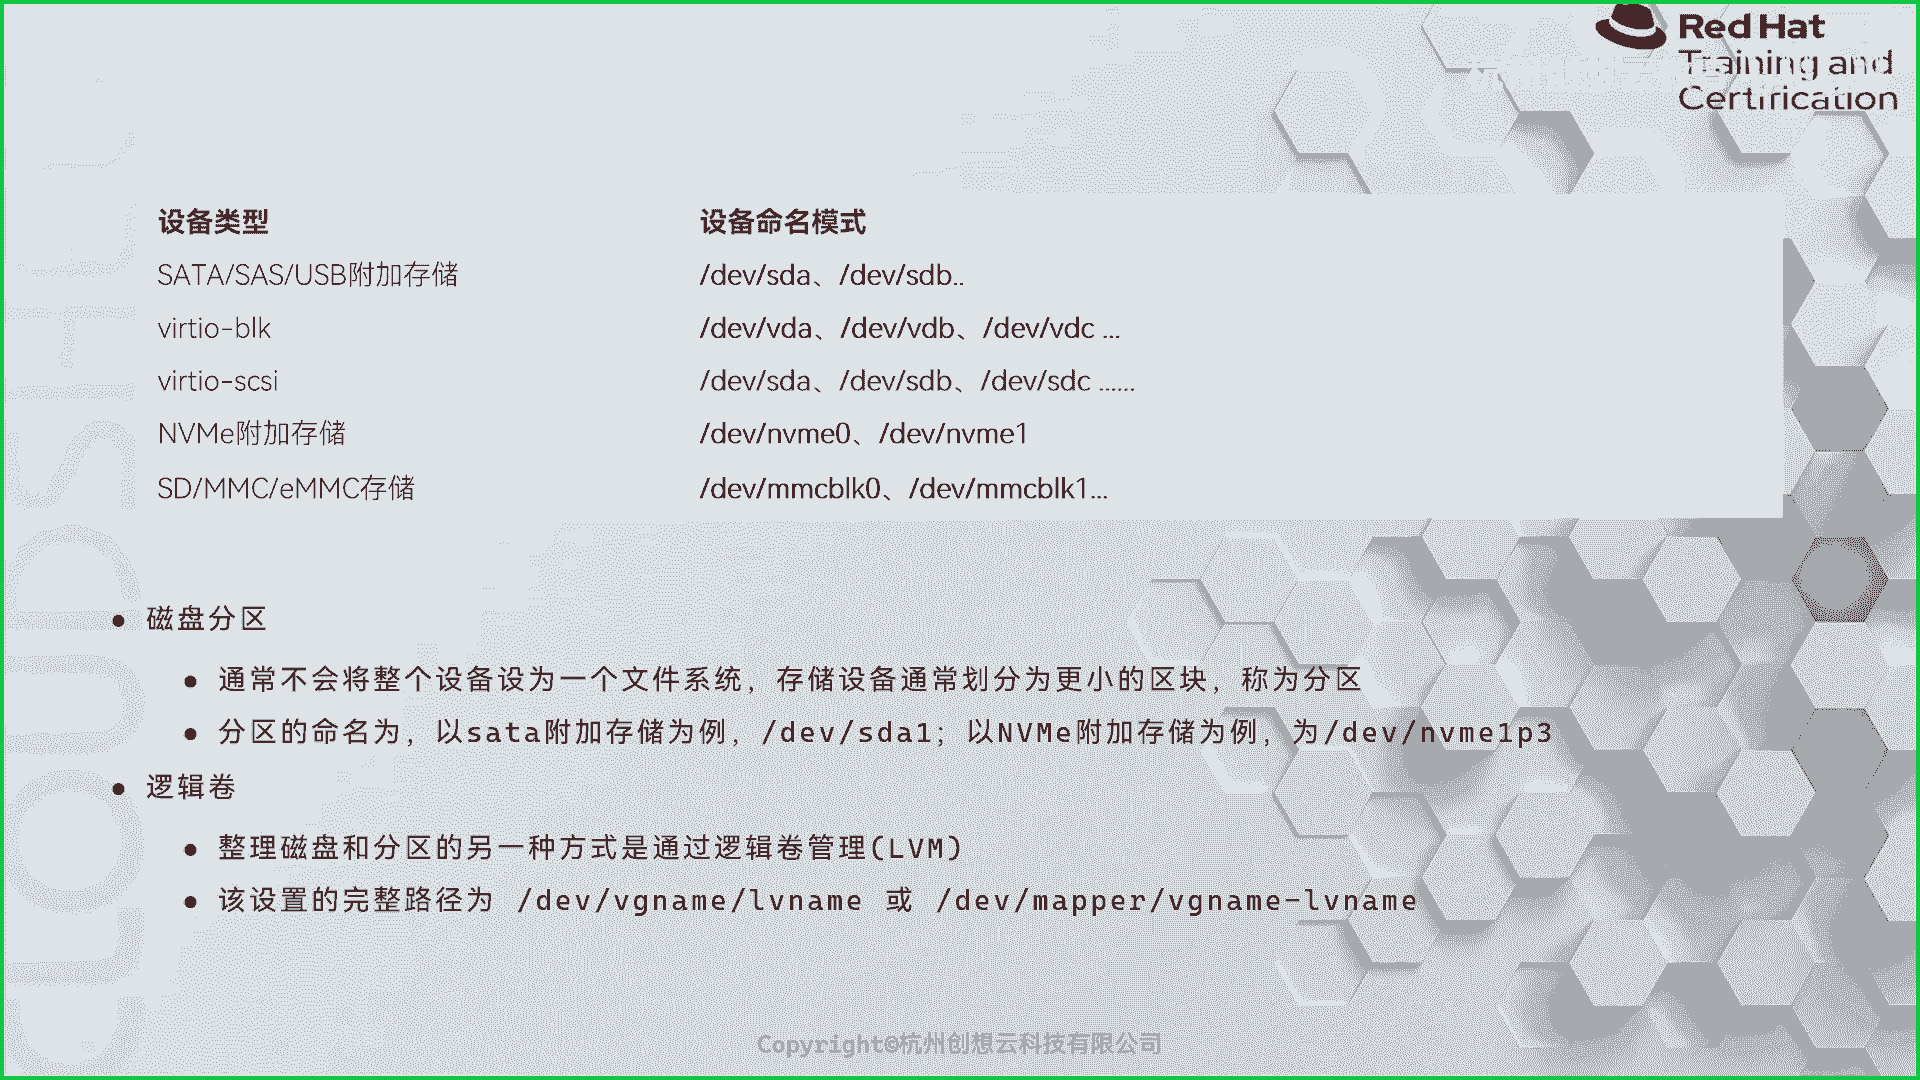 Red Hat
Training and
Certification
设备类型 设备命名模式
SATA/SAS/USB附加存储 /dev/sda、/dev/sdb..
virtio-blk /dev/vda、/dev/vdb、/dev/vdc ...
virtio-scsi /dev/sda、/dev/sdb、/dev/sdc ......
NVMe附加存储 /dev/nvme0、/dev/nvme1
SD/MMC/eMMC存储 /dev/mmcblk0、/dev/mmcblk1...
● 磁盘分区
● 通常不会将整个设备设为一个文件系统，存储设备通常划分为更小的区块，称为分区
● 分区的命名为，以sata附加存储为例，/dev/sda1；以NVMe附加存储为例，为/dev/nvme1p3
● 逻辑卷
● 整理磁盘和分区的另一种方式是通过逻辑卷管理(LVM)
● 该设置的完整路径为 /dev/vgname/lvname 或 /dev/mapper/vgname-lvname
Copyright©杭州创想云科技有限公司